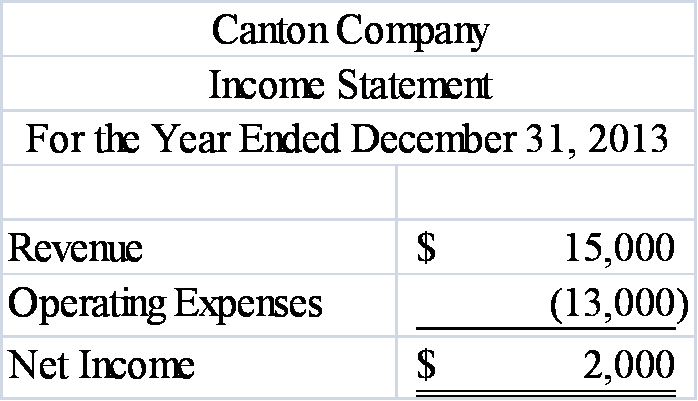 Canton Company
Income Statement
For the Year Ended December 31, 2013
Revenue $ 15,000
Operating Expenses (13,000)
Net Income $ 2,000